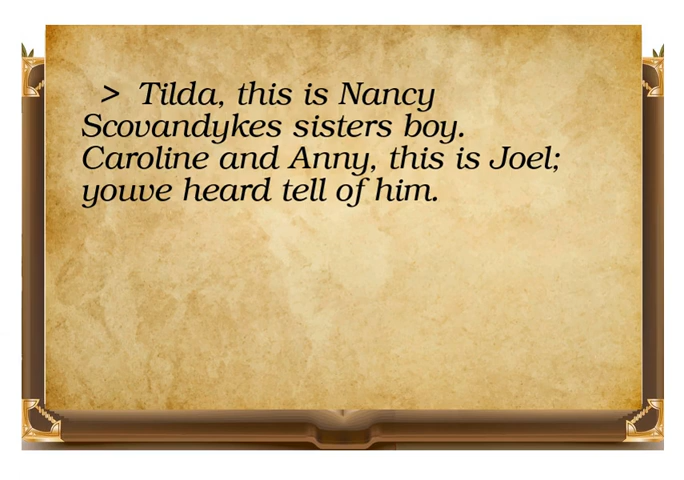 > Tilda, this is Nancy
Scovandykes sisters boy.
Caroline and Anny, this is Joel;
youve heard tell of him.